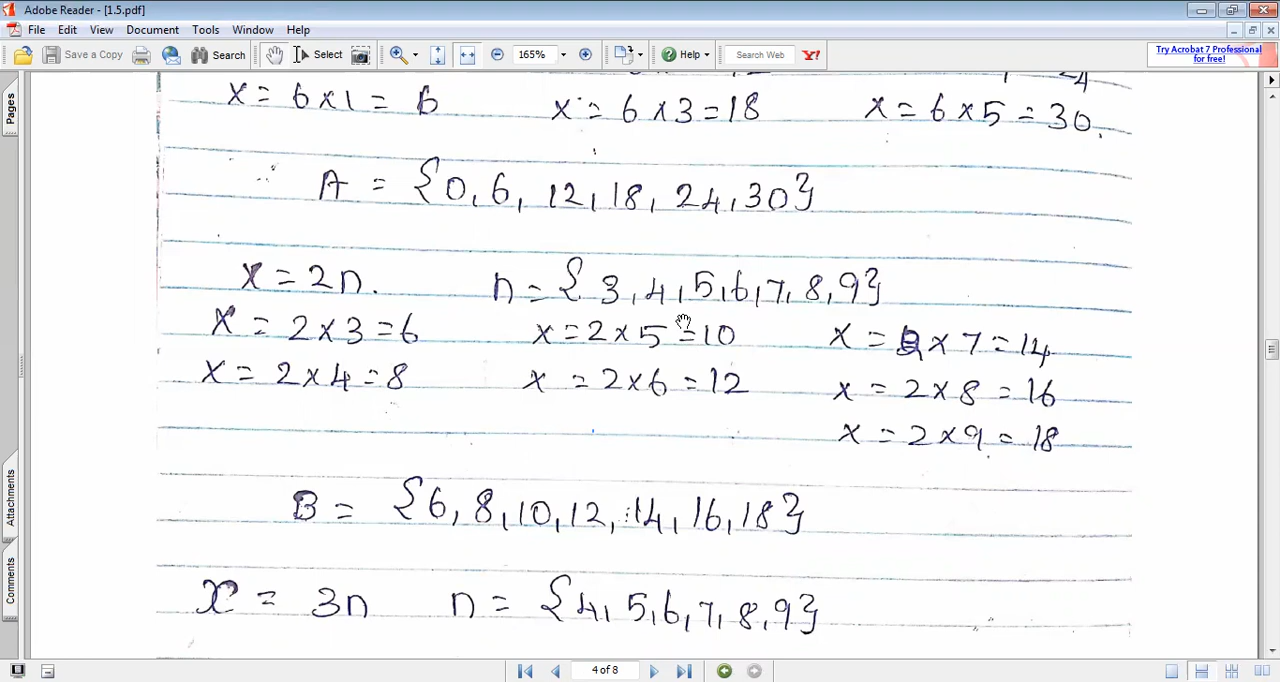 Adobe Reader - [1.5.pdf]
File Edit View Document Tools Window Help
Save a Copy Search Select 165% Help Search Web Y! Try Acrobat 7 Professional for free!
Pages
Attachments
Comments
x = 6×1 = 6 x = 6×3 = 18 x = 6×5 = 30.
A = {0, 6, 12, 18, 24, 30}
x = 2n. n = {3, 4, 5, 6, 7, 8, 9}
x = 2×3 = 6 x = 2×5 = 10 x = 2×7 = 14
x = 2×4 = 8 x = 2×6 = 12 x = 2×8 = 16
x = 2×9 = 18
B = {6, 8, 10, 12, 14, 16, 18}
x = 3n n = {4, 5, 6, 7, 8, 9}
4 of 8